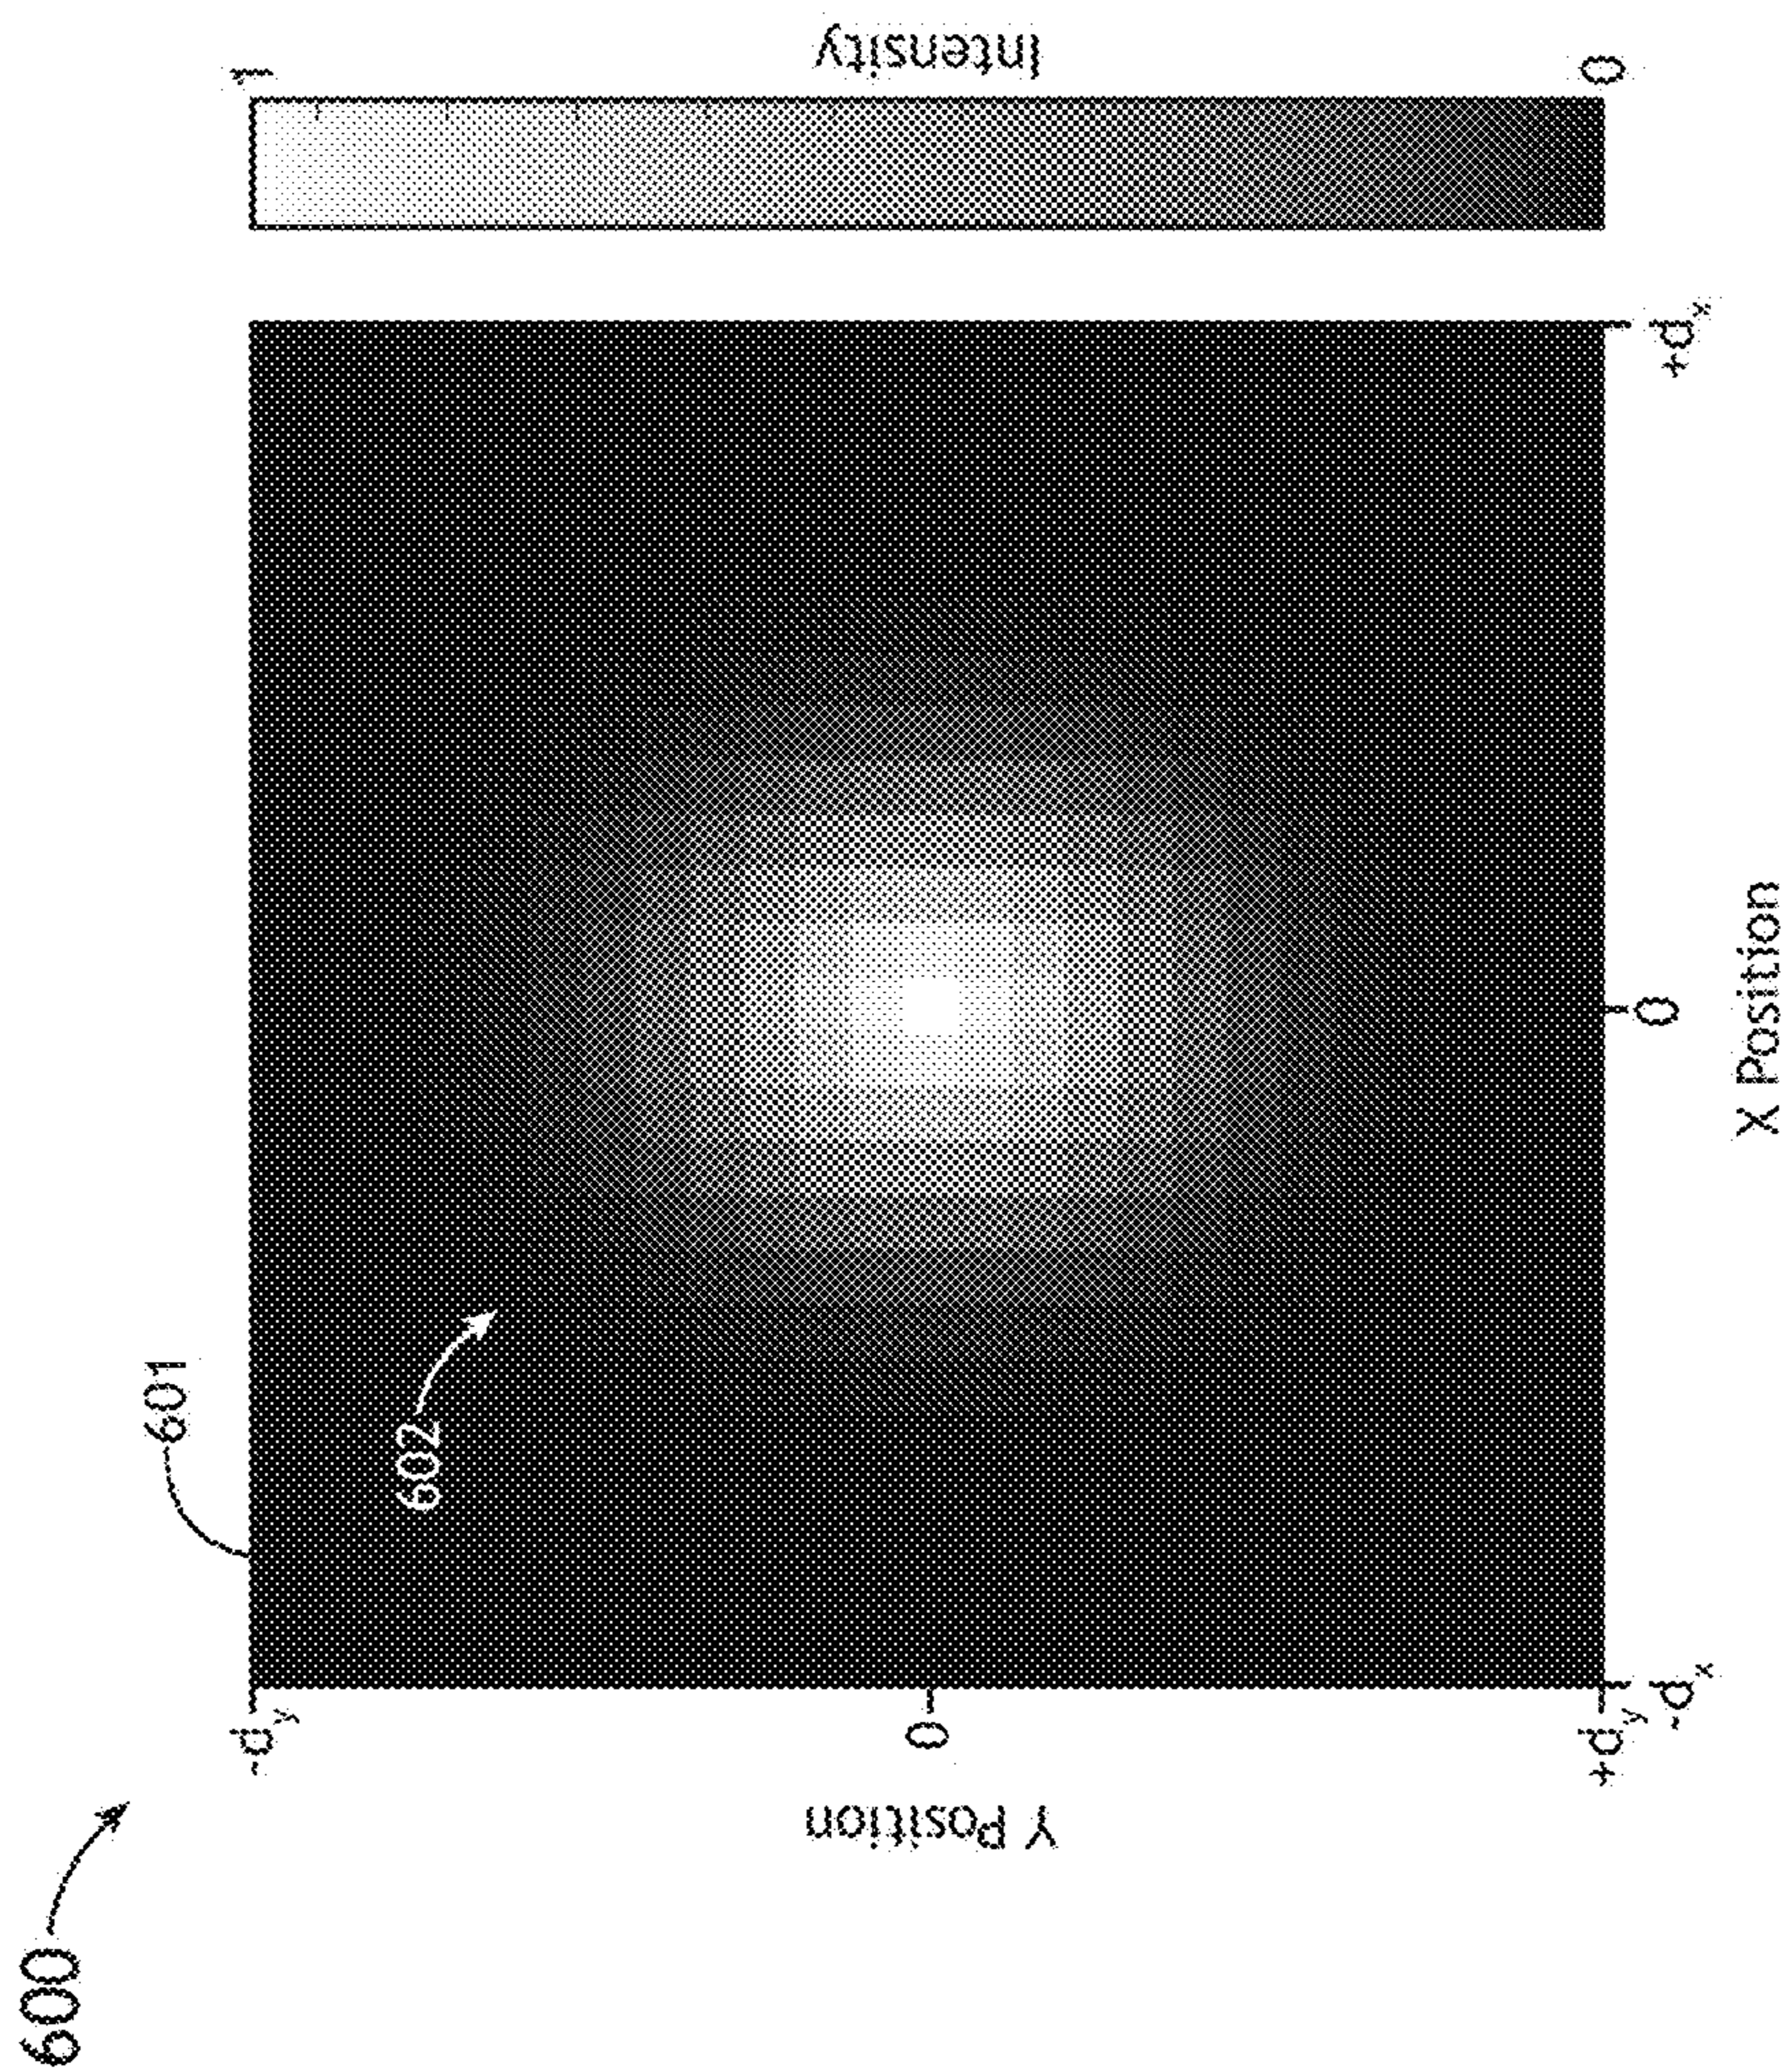 600
601
602
-d_y
0
+d_y
Y Position
-d_x
0
+d_x
X Position
1
0
Intensity